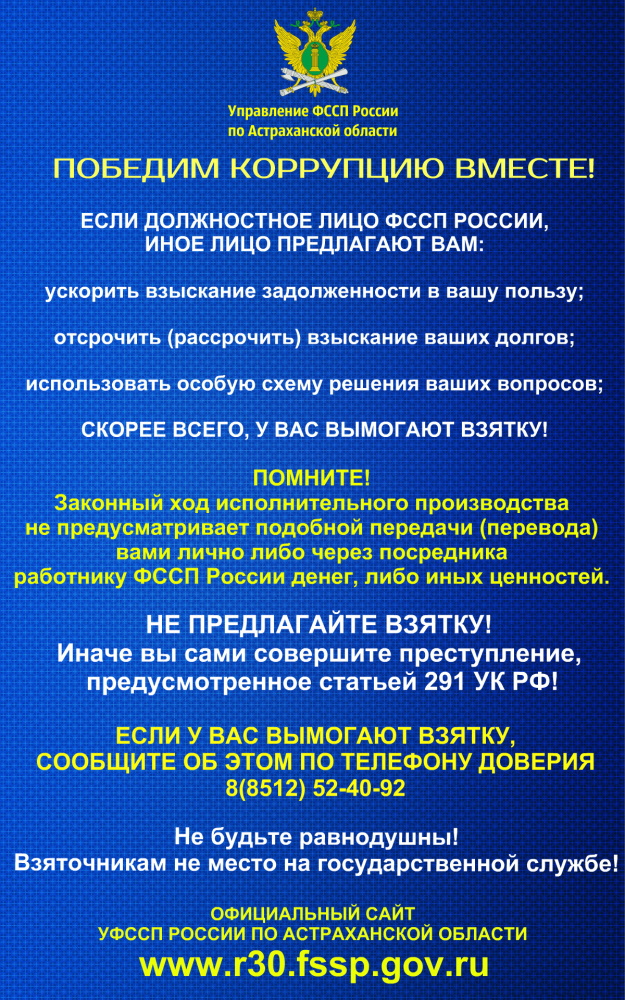 Управление ФССП России
по Астраханской области
ПОБЕДИМ КОРРУПЦИЮ ВМЕСТЕ!
ЕСЛИ ДОЛЖНОСТНОЕ ЛИЦО ФССП РОССИИ,
ИНОЕ ЛИЦО ПРЕДЛАГАЮТ ВАМ:
ускорить взыскание задолженности в вашу пользу;
отсрочить (рассрочить) взыскание ваших долгов;
использовать особую схему решения ваших вопросов;
СКОРЕЕ ВСЕГО, У ВАС ВЫМОГАЮТ ВЗЯТКУ!
ПОМНИТЕ!
Законный ход исполнительного производства
не предусматривает подобной передачи (перевода)
вами лично либо через посредника
работнику ФССП России денег, либо иных ценностей.
НЕ ПРЕДЛАГАЙТЕ ВЗЯТКУ!
Иначе вы сами совершите преступление,
предусмотренное статьей 291 УК РФ!
ЕСЛИ У ВАС ВЫМОГАЮТ ВЗЯТКУ,
СООБЩИТЕ ОБ ЭТОМ ПО ТЕЛЕФОНУ ДОВЕРИЯ
8(8512) 52-40-92
Не будьте равнодушны!
Взяточникам не место на государственной службе!
ОФИЦИАЛЬНЫЙ САЙТ
УФССП РОССИИ ПО АСТРАХАНСКОЙ ОБЛАСТИ
www.r30.fssp.gov.ru